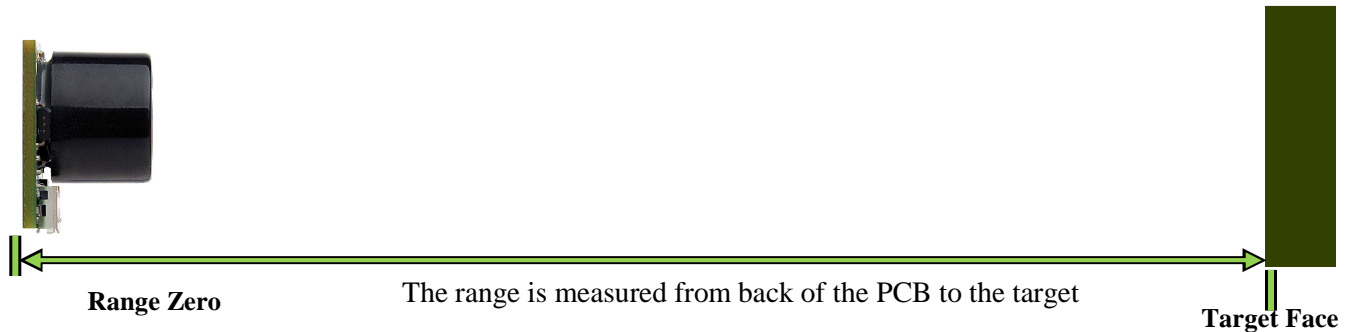 Range Zero
The range is measured from back of the PCB to the target
Target Face